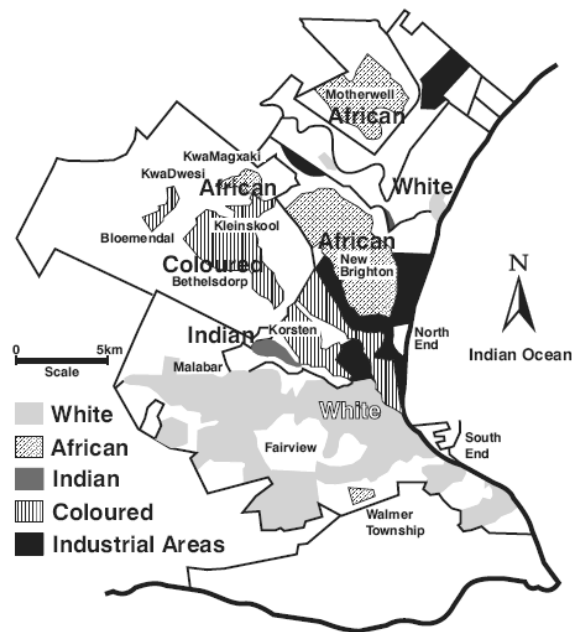 Motherwell
African
KwaMagxaki
KwaDwesi
African
White
Kleinskool
Bloemendal
African
New
Brighton
Coloured
Bethelsdorp
N
Indian
Korsten
North
End
Indian Ocean
0 5km
Scale
Malabar
White
White
African
Indian
Coloured
Industrial Areas
Fairview
South
End
Walmer
Township